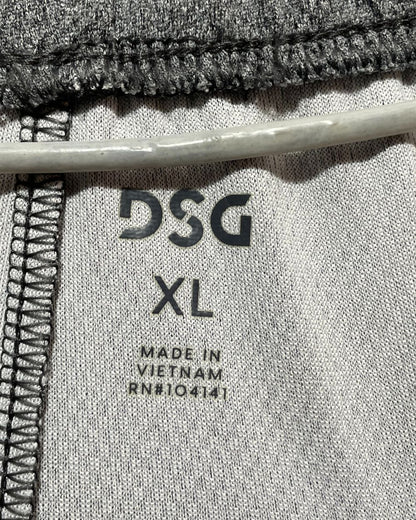 DSG
XL
MADE IN
VIETNAM
RN#104141